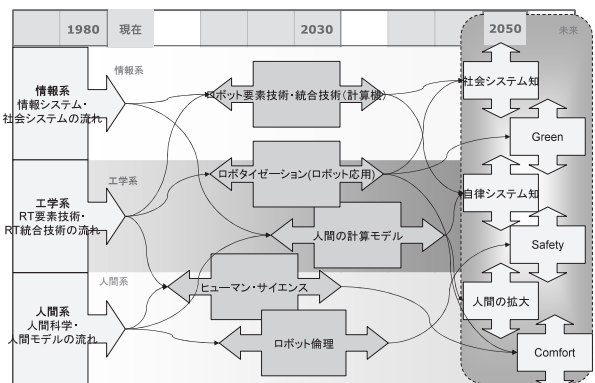 1980
現在
2030
2050
未来
情報系
情報システム・
社会システムの流れ
情報系
ロボット要素技術・統合技術(計算機)
社会システム知
Green
工学系
RT要素技術・
RT統合技術の流れ
工学系
ロボタイゼーション(ロボット応用)
自律システム知
人間の計算モデル
Safety
人間系
人間科学・
人間モデルの流れ
人間系
ヒューマン・サイエンス
人間の拡大
ロボット倫理
Comfort